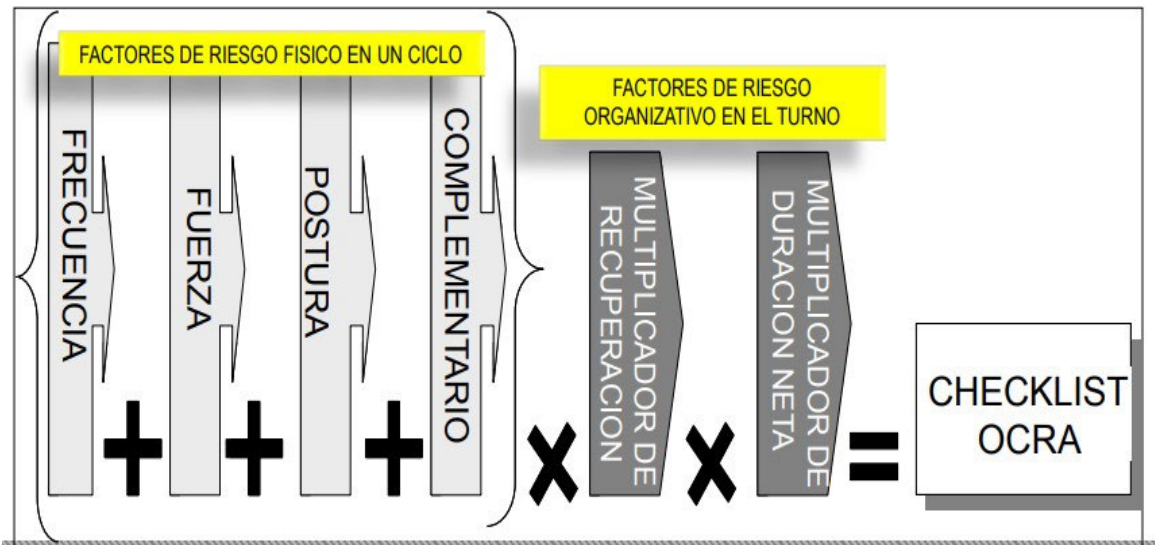 FACTORES DE RIESGO FISICO EN UN CICLO
FRECUENCIA
+
FUERZA
+
POSTURA
+
COMPLEMENTARIO
FACTORES DE RIESGO
ORGANIZATIVO EN EL TURNO
X
MULTIPLICADOR DE
RECUPERACION
X
MULTIPLICADOR DE
DURACION NETA
=
CHECKLIST
OCRA